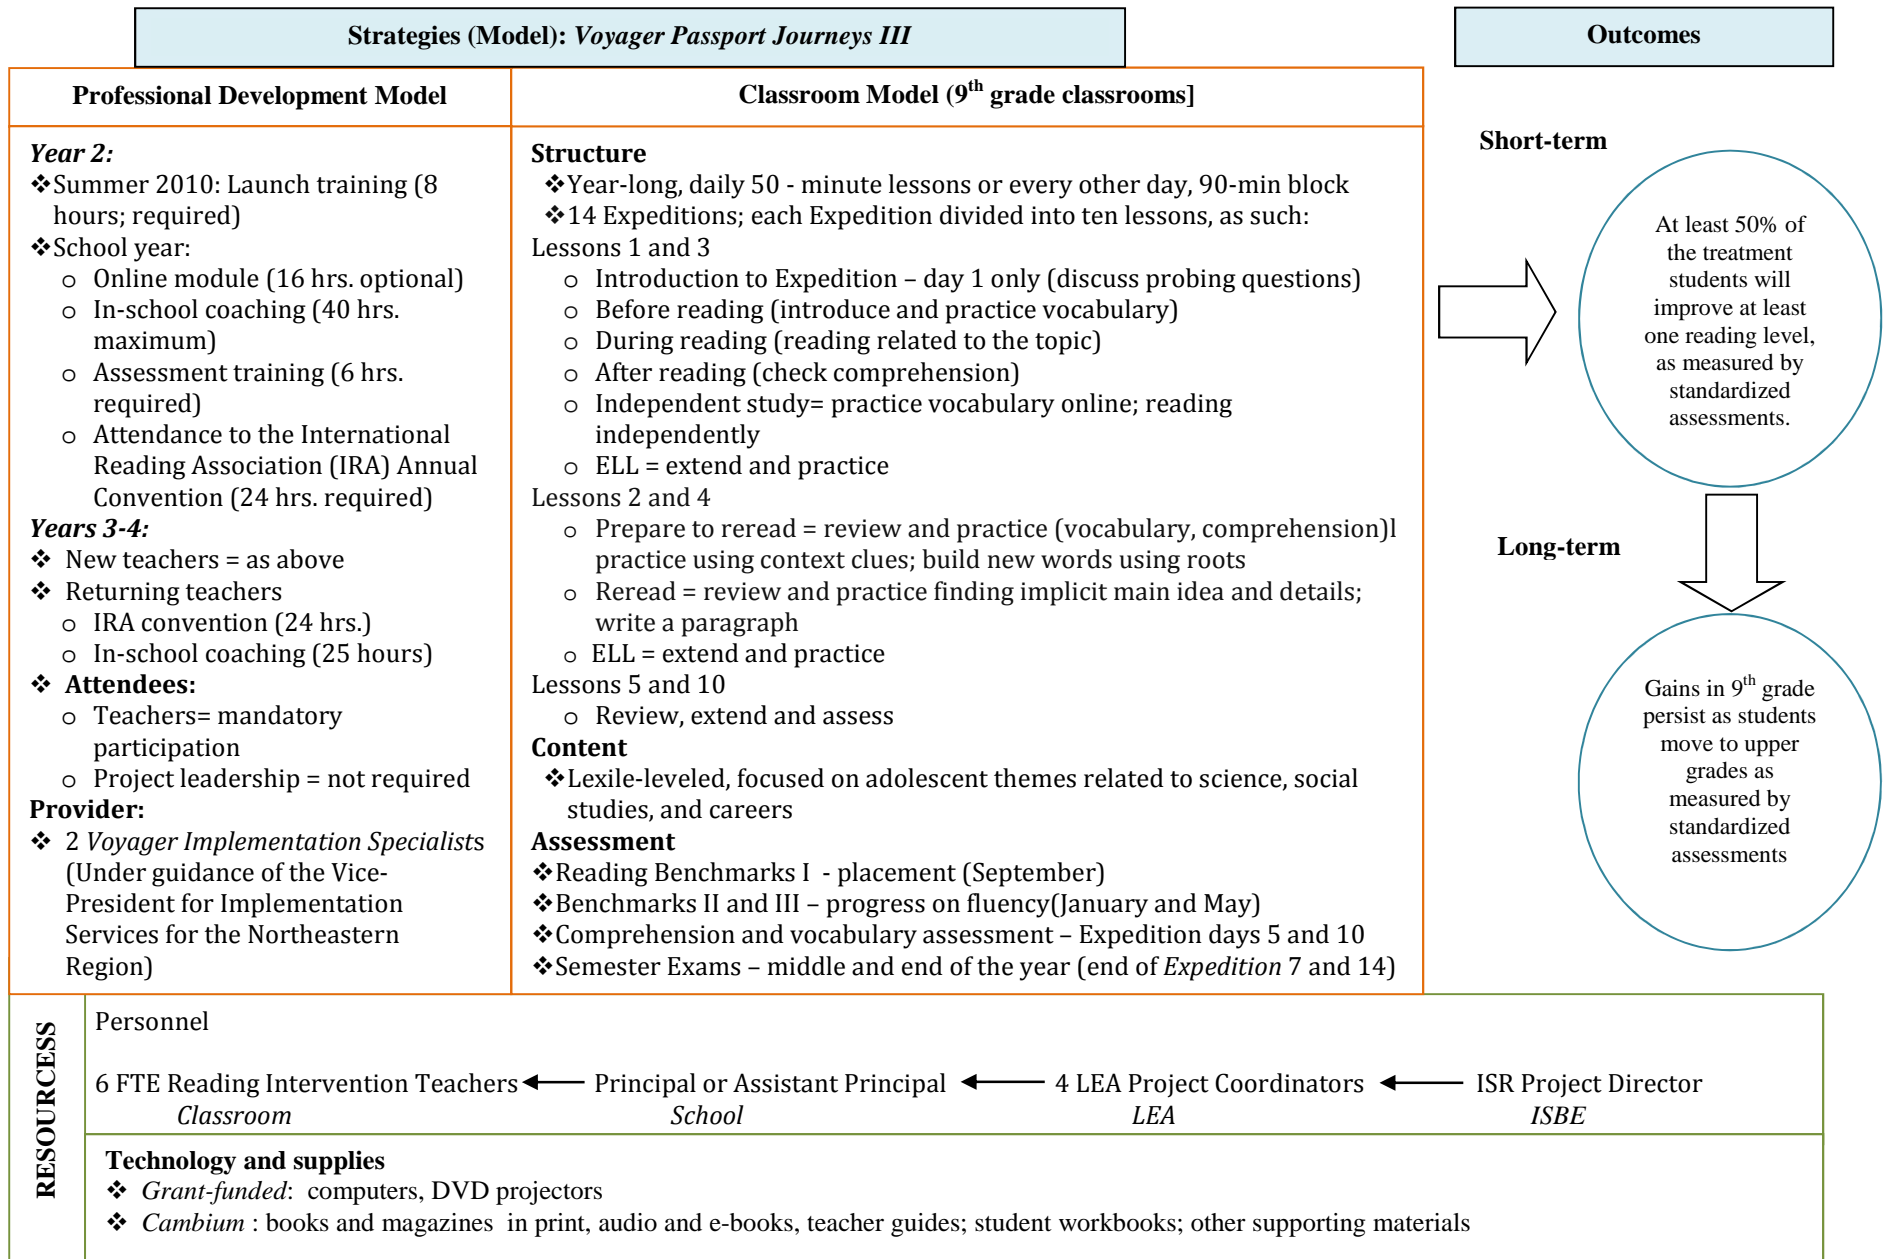 Strategies (Model): Voyager Passport Journeys III
Outcomes
Professional Development Model
Classroom Model (9th grade classrooms]
Year 2:
❖Summer 2010: Launch training (8
hours; required)
❖School year:
o Online module (16 hrs. optional)
o In-school coaching (40 hrs.
maximum)
o Assessment training (6 hrs.
required)
o Attendance to the International
Reading Association (IRA) Annual
Convention (24 hrs. required)
Years 3-4:
❖ New teachers = as above
❖ Returning teachers
o IRA convention (24 hrs.)
o In-school coaching (25 hours)
❖ Attendees:
o Teachers= mandatory
participation
o Project leadership = not required
Provider:
❖ 2 Voyager Implementation Specialists
(Under guidance of the Vice-
President for Implementation
Services for the Northeastern
Region)
Structure
❖Year-long, daily 50 - minute lessons or every other day, 90-min block
❖14 Expeditions; each Expedition divided into ten lessons, as such:
Lessons 1 and 3
o Introduction to Expedition – day 1 only (discuss probing questions)
o Before reading (introduce and practice vocabulary)
o During reading (reading related to the topic)
o After reading (check comprehension)
o Independent study= practice vocabulary online; reading
independently
o ELL = extend and practice
Lessons 2 and 4
o Prepare to reread = review and practice (vocabulary, comprehension)l
practice using context clues; build new words using roots
o Reread = review and practice finding implicit main idea and details;
write a paragraph
o ELL = extend and practice
Lessons 5 and 10
o Review, extend and assess
Content
❖Lexile-leveled, focused on adolescent themes related to science, social
studies, and careers
Assessment
❖Reading Benchmarks I - placement (September)
❖Benchmarks II and III – progress on fluency(January and May)
❖Comprehension and vocabulary assessment – Expedition days 5 and 10
❖Semester Exams – middle and end of the year (end of Expedition 7 and 14)
Short-term
At least 50% of
the treatment
students will
improve at least
one reading level,
as measured by
standardized
assessments.
Long-term
Gains in 9th grade
persist as students
move to upper
grades as
measured by
standardized
assessments
RESOURCESS
Personnel
6 FTE Reading Intervention Teachers Principal or Assistant Principal 4 LEA Project Coordinators ISR Project Director
Classroom School LEA ISBE
Technology and supplies
❖ Grant-funded: computers, DVD projectors
❖ Cambium : books and magazines in print, audio and e-books, teacher guides; student workbooks; other supporting materials